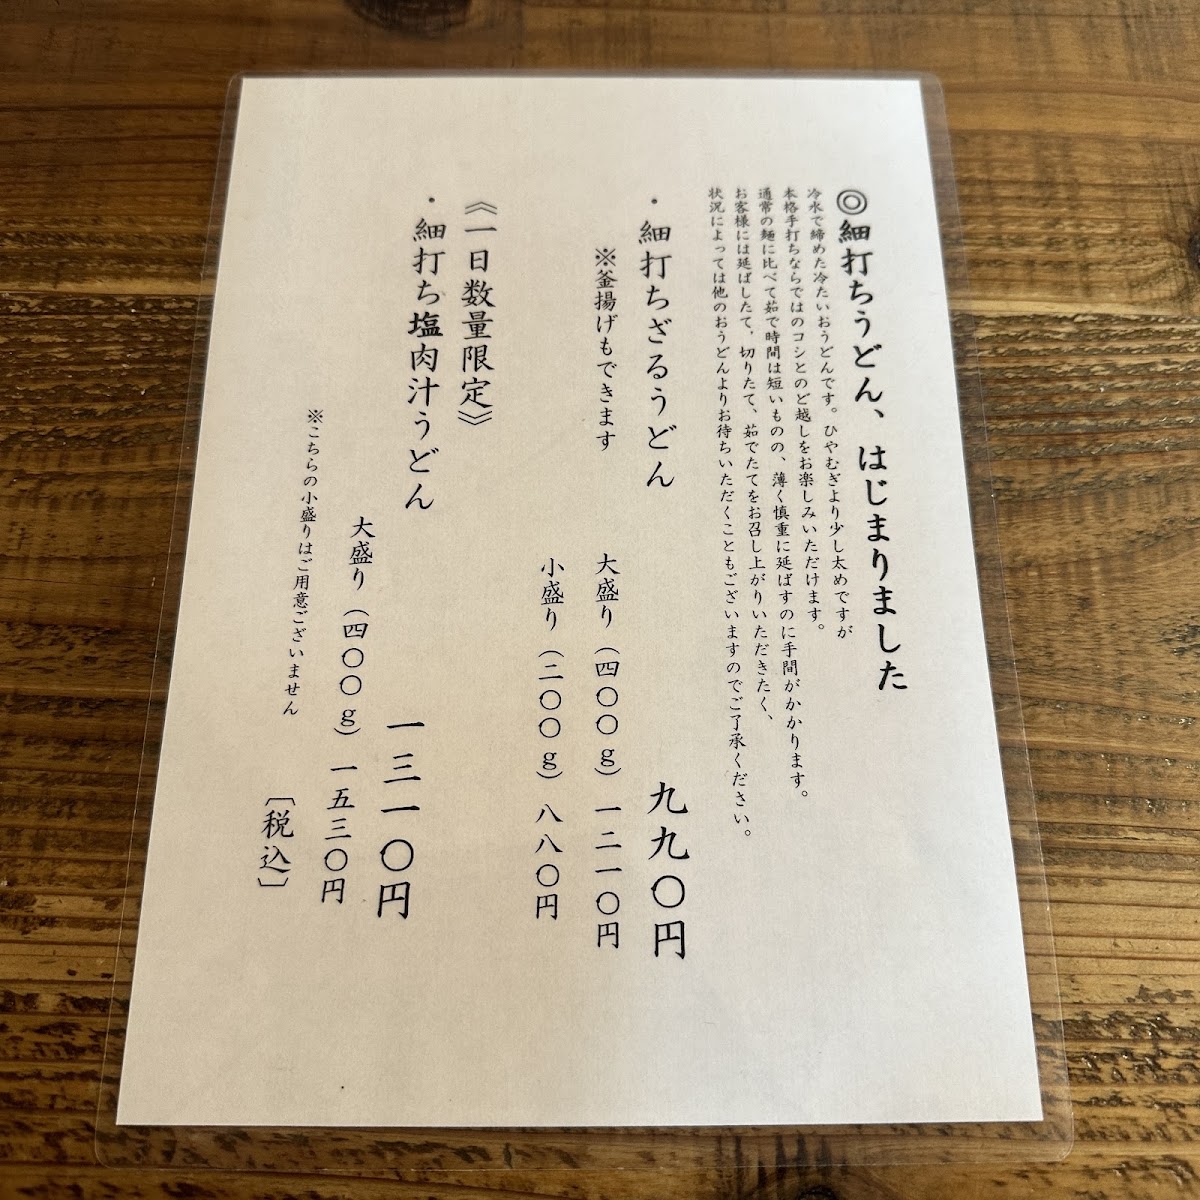 ◎細打ちうどん、はじまりました
冷水で締めた冷たいおうどんです。ひやむぎより少し太めですが
本格手打ちならではのコシとのど越しをお楽しみいただけます。
通常の麺に比べて茹で時間は短いものの、薄く慎重に延ばすのに手間がかかります。
お客様には延ばしたて、切りたて、茹でたてをお召し上がりいただきたく、
状況によっては他のおうどんよりお待ちいただくこともございますのでご了承ください。
・細打ちざるうどん 九九〇円
※釜揚げもできます 大盛り（四〇〇ｇ）一二一〇円
小盛り（二〇〇ｇ）八八〇円
《一日数量限定》
・細打ち塩肉汁うどん 一三一〇円
大盛り（四〇〇ｇ）一五三〇円
※こちらの小盛りはご用意ございません
〔税込〕